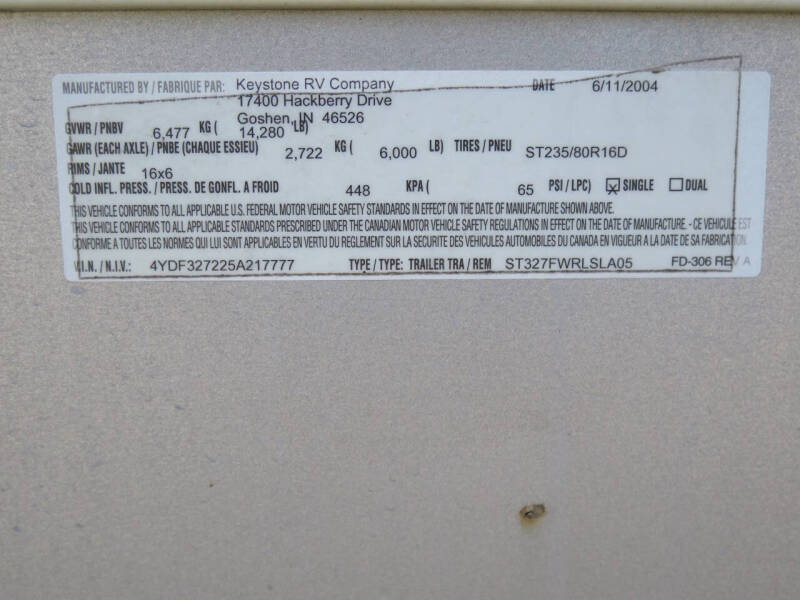 MANUFACTURED BY / FABRIQUE PAR: Keystone RV Company DATE 6/11/2004
17400 Hackberry Drive
Goshen, IN 46526
GVWR / PNBV 6,477 KG ( 14,280 LB)
GAWR (EACH AXLE) / PNBE (CHAQUE ESSIEU) 2,722 KG ( 6,000 LB) TIRES / PNEU ST235/80R16D
RIMS / JANTE 16x6
COLD INFL. PRESS. / PRESS. DE GONFL. A FROID 448 KPA ( 65 PSI / LPC) ☒ SINGLE ☐ DUAL
THIS VEHICLE CONFORMS TO ALL APPLICABLE U.S. FEDERAL MOTOR VEHICLE SAFETY STANDARDS IN EFFECT ON THE DATE OF MANUFACTURE SHOWN ABOVE.
THIS VEHICLE CONFORMS TO ALL APPLICABLE STANDARDS PRESCRIBED UNDER THE CANADIAN MOTOR VEHICLE SAFETY REGULATIONS IN EFFECT ON THE DATE OF MANUFACTURE. - CE VEHICULE EST
CONFORME A TOUTES LES NORMES QUI LUI SONT APPLICABLES EN VERTU DU REGLEMENT SUR LA SECURITE DES VEHICULES AUTOMOBILES DU CANADA EN VIGUEUR A LA DATE DE SA FABRICATION.
V.I.N. / N.I.V.: 4YDF327225A217777 TYPE / TYPE: TRAILER TRA / REM ST327FWRLSLA05 FD-306 REV A